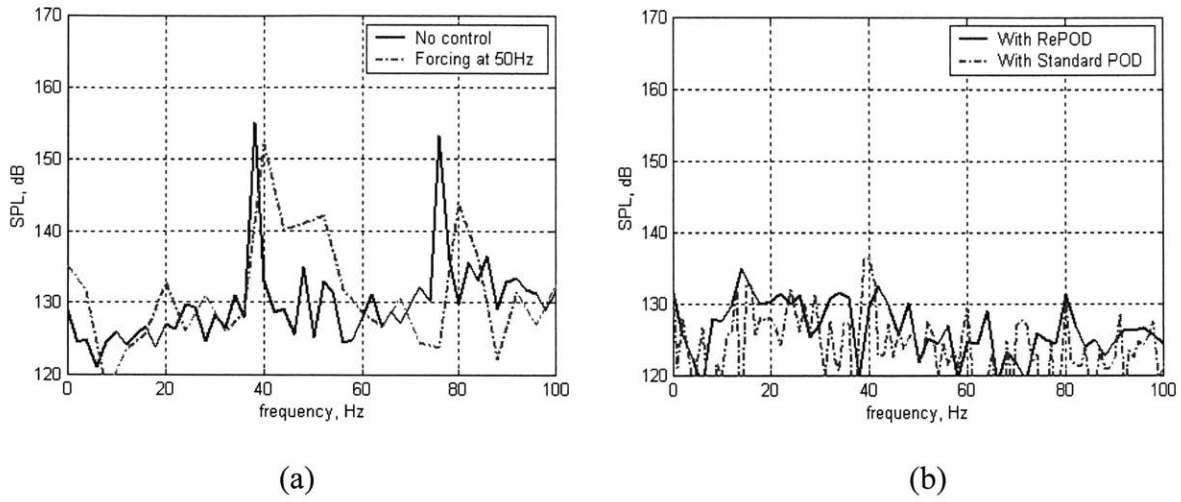 170
160
150
140
130
120
SPL, dB
0
20
40
60
80
100
frequency, Hz
No control
Forcing at 50Hz
(a)
170
160
150
140
130
120
SPL, dB
0
20
40
60
80
100
frequency, Hz
With RePOD
With Standard POD
(b)